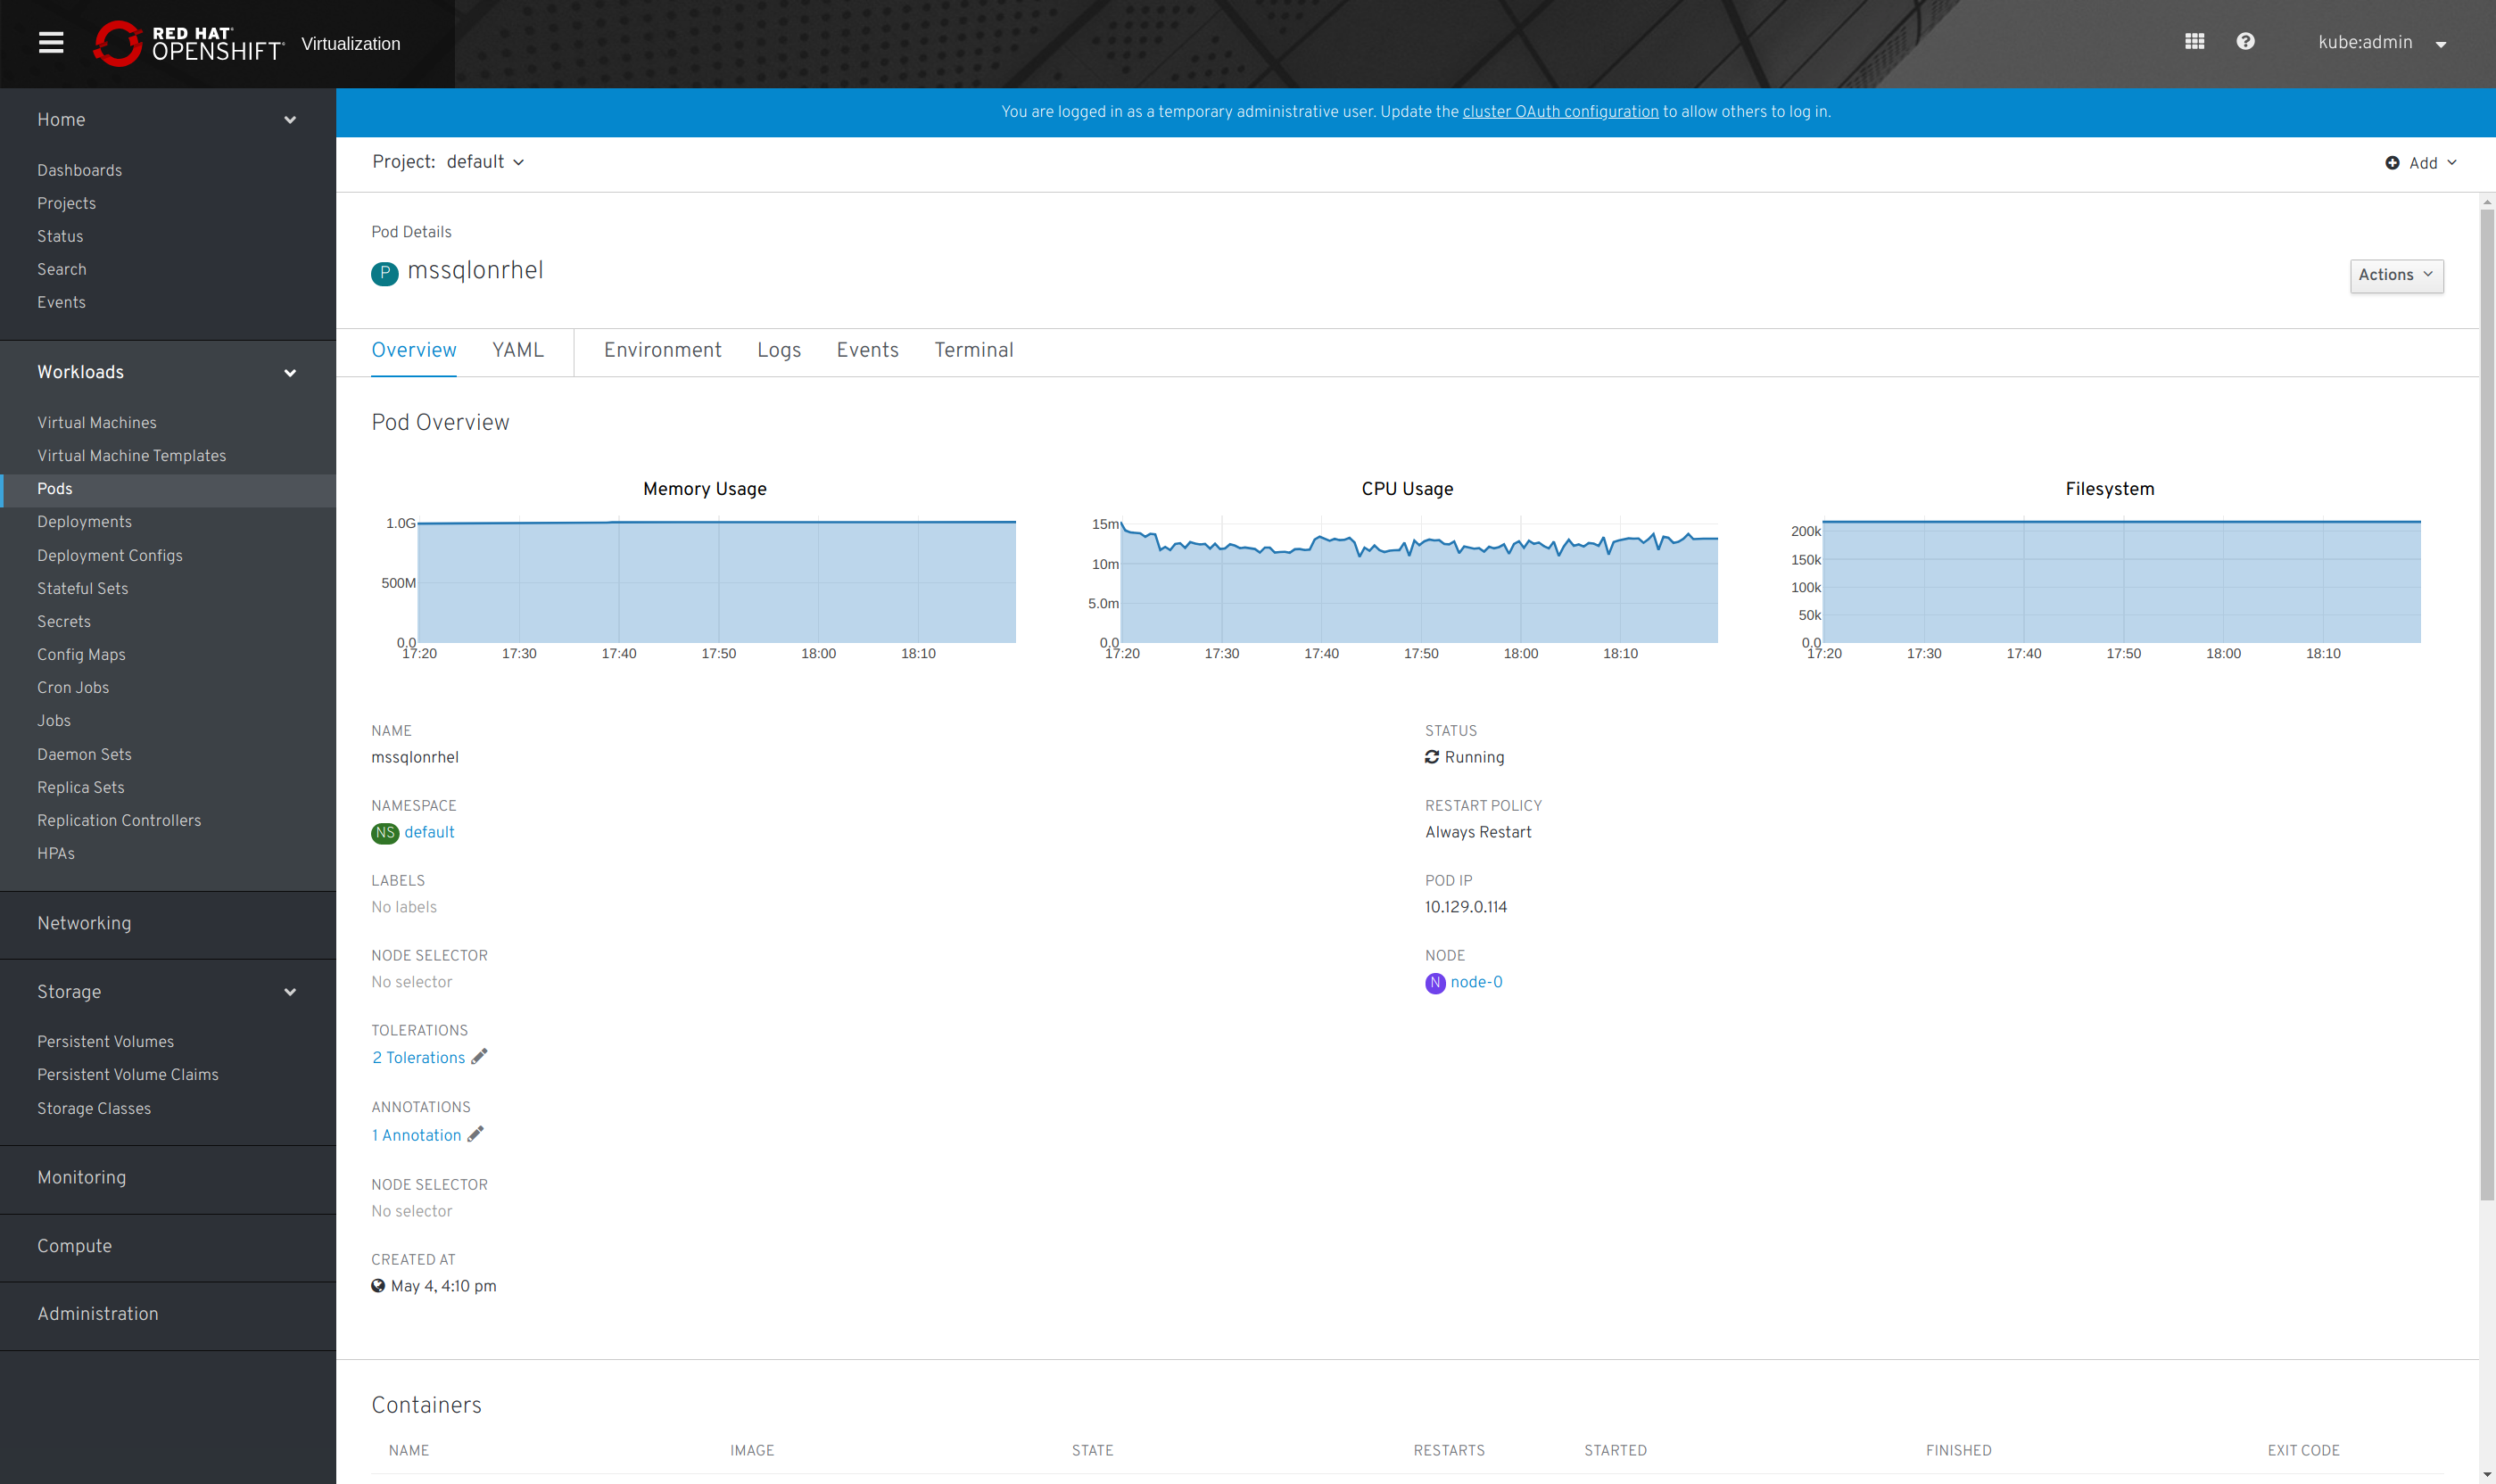 RED HAT
OPENSHIFT
Virtualization
kube:admin
Home
Dashboards
Projects
Status
Search
Events
Workloads
Virtual Machines
Virtual Machine Templates
Pods
Deployments
Deployment Configs
Stateful Sets
Secrets
Config Maps
Cron Jobs
Jobs
Daemon Sets
Replica Sets
Replication Controllers
HPAs
Networking
Storage
Persistent Volumes
Persistent Volume Claims
Storage Classes
Monitoring
Compute
Administration
You are logged in as a temporary administrative user. Update the cluster OAuth configuration to allow others to log in.
Project: default
Add
Pod Details
P mssqlonrhel
Actions
Overview YAML Environment Logs Events Terminal
Pod Overview
Memory Usage
1.0G
500M
0.0
17:20 17:30 17:40 17:50 18:00 18:10
CPU Usage
15m
10m
5.0m
0.0
17:20 17:30 17:40 17:50 18:00 18:10
Filesystem
200k
150k
100k
50k
0.0
17:20 17:30 17:40 17:50 18:00 18:10
NAME
mssqlonrhel
NAMESPACE
NS default
LABELS
No labels
NODE SELECTOR
No selector
TOLERATIONS
2 Tolerations
ANNOTATIONS
1 Annotation
NODE SELECTOR
No selector
CREATED AT
May 4, 4:10 pm
STATUS
Running
RESTART POLICY
Always Restart
POD IP
10.129.0.114
NODE
N node-0
Containers
NAME IMAGE STATE RESTARTS STARTED FINISHED EXIT CODE